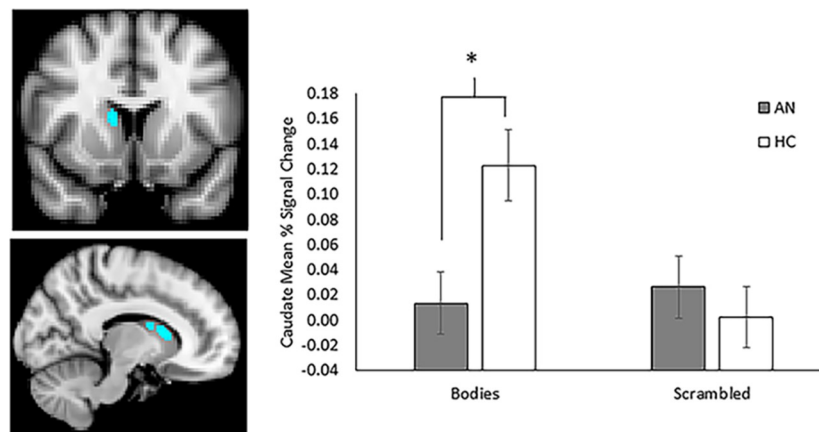 *
0.18
0.16
0.14
0.12
0.10
0.08
0.06
0.04
0.02
0.00
-0.02
-0.04
Caudate Mean % Signal Change
AN
HC
Bodies
Scrambled